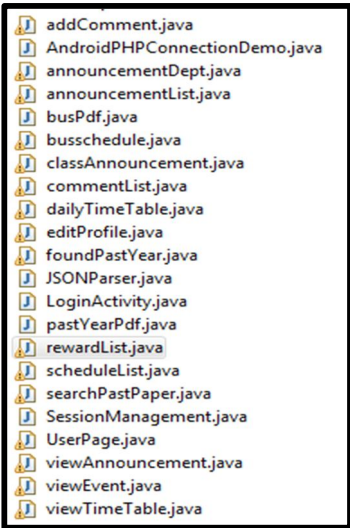 addComment.java
AndroidPHPConnectionDemo.java
announcementDept.java
announcementList.java
busPdf.java
busschedule.java
classAnnouncement.java
commentList.java
dailyTimeTable.java
editProfile.java
foundPastYear.java
JSONParser.java
LoginActivity.java
pastYearPdf.java
rewardList.java
scheduleList.java
searchPastPaper.java
SessionManagement.java
UserPage.java
viewAnnouncement.java
viewEvent.java
viewTimeTable.java